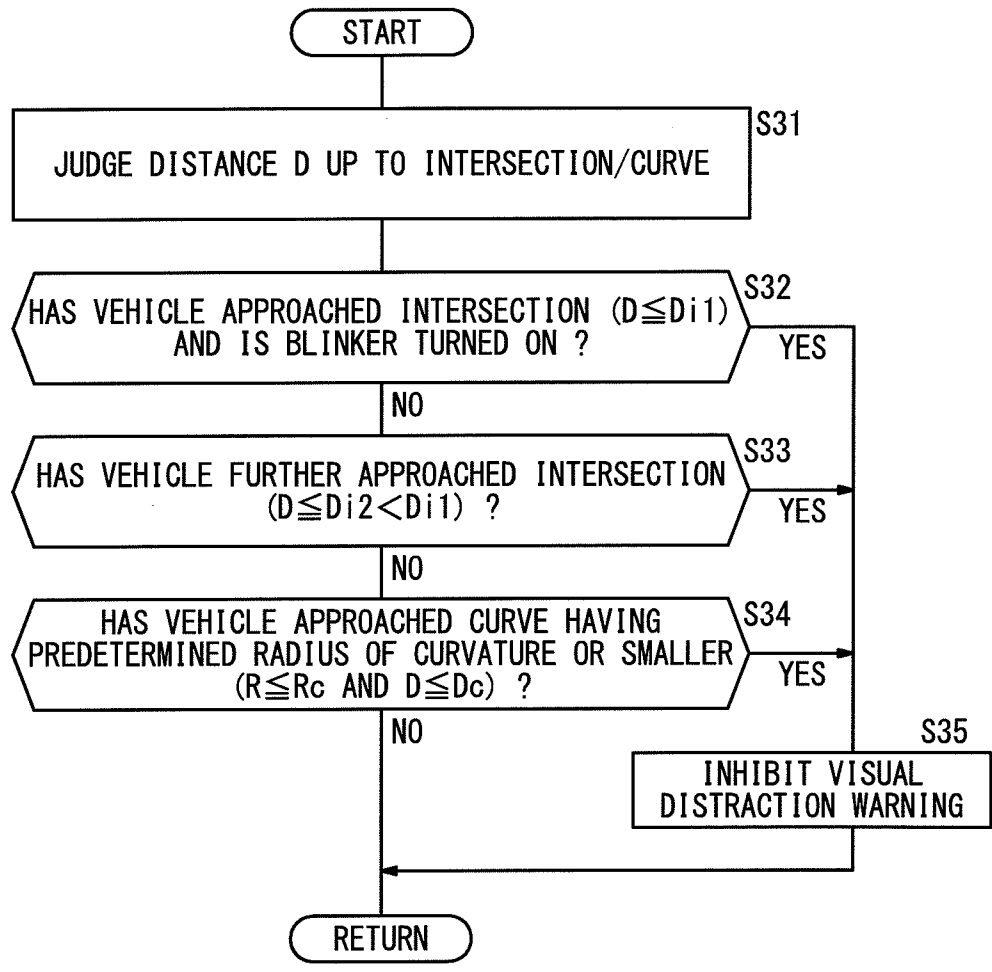 START
S31
JUDGE DISTANCE D UP TO INTERSECTION/CURVE
S32
HAS VEHICLE APPROACHED INTERSECTION (D≦Di1)
AND IS BLINKER TURNED ON ?
YES
NO
S33
HAS VEHICLE FURTHER APPROACHED INTERSECTION
(D≦Di2<Di1) ?
YES
NO
S34
HAS VEHICLE APPROACHED CURVE HAVING
PREDETERMINED RADIUS OF CURVATURE OR SMALLER
(R≦Rc AND D≦Dc) ?
YES
NO
S35
INHIBIT VISUAL
DISTRACTION WARNING
RETURN